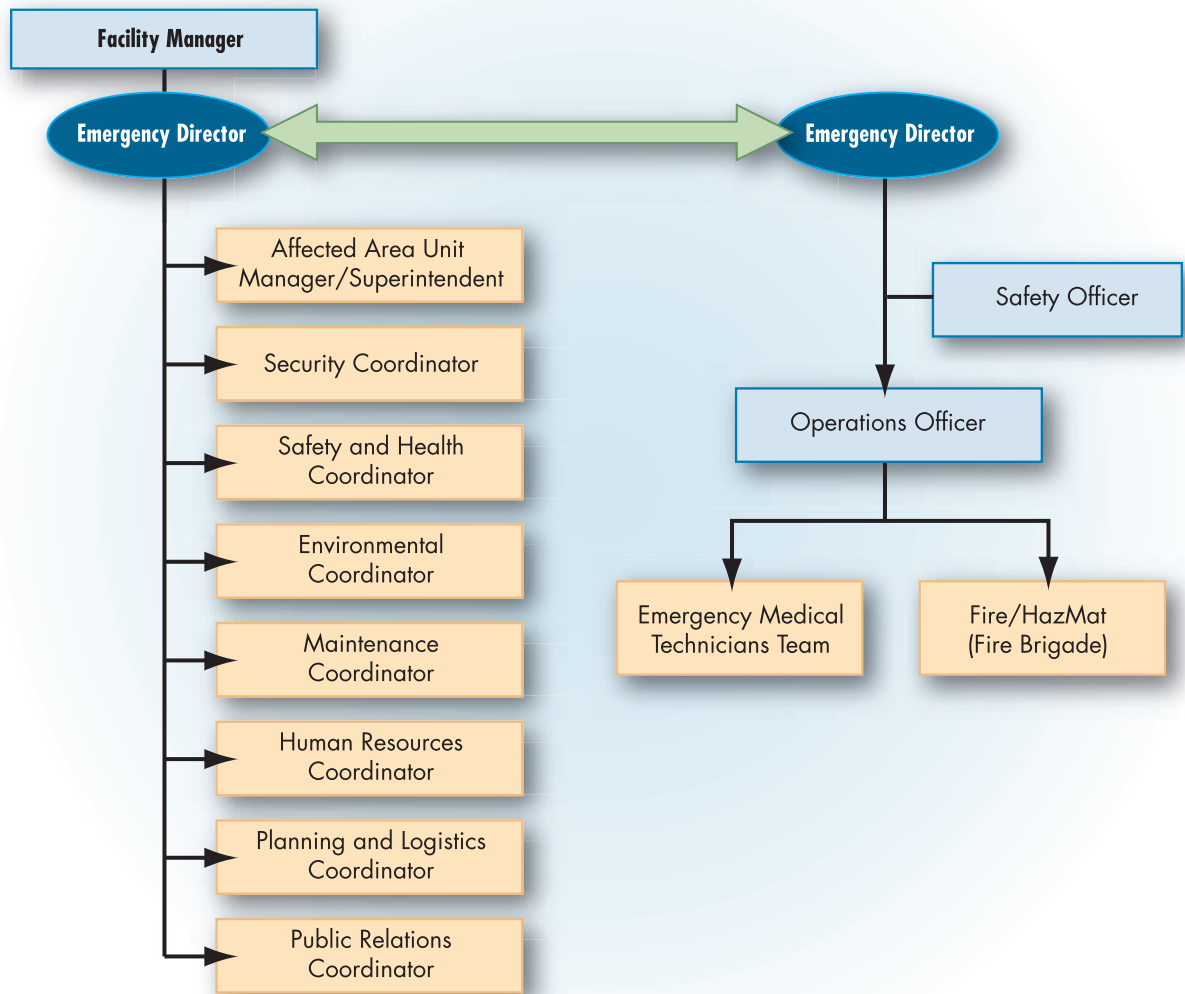 Facility Manager
Emergency Director
Affected Area Unit
Manager/Superintendent
Security Coordinator
Safety and Health
Coordinator
Environmental
Coordinator
Maintenance
Coordinator
Human Resources
Coordinator
Planning and Logistics
Coordinator
Public Relations
Coordinator
Emergency Director
Safety Officer
Operations Officer
Emergency Medical
Technicians Team
Fire/HazMat
(Fire Brigade)